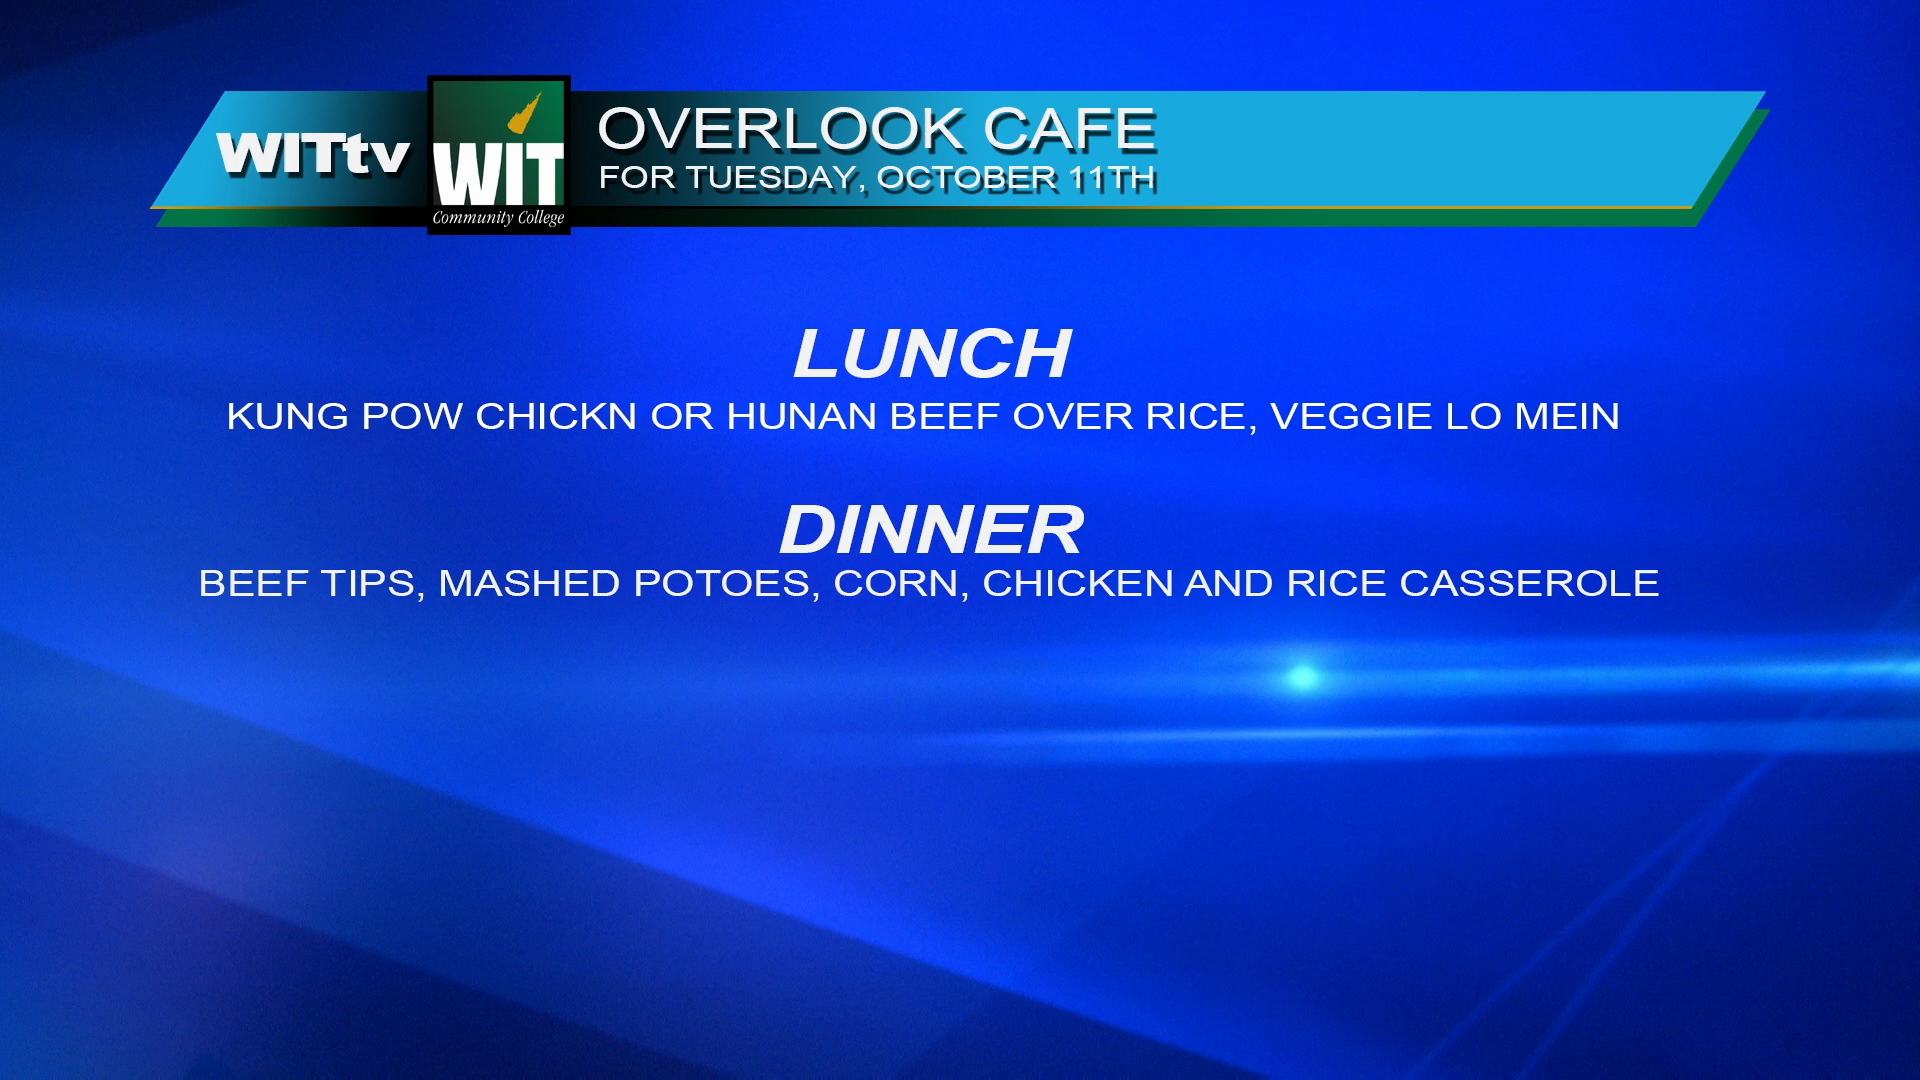 WITtv
WIT
Community College
OVERLOOK CAFE
FOR TUESDAY, OCTOBER 11TH
LUNCH
KUNG POW CHICKN OR HUNAN BEEF OVER RICE, VEGGIE LO MEIN
DINNER
BEEF TIPS, MASHED POTOES, CORN, CHICKEN AND RICE CASSEROLE